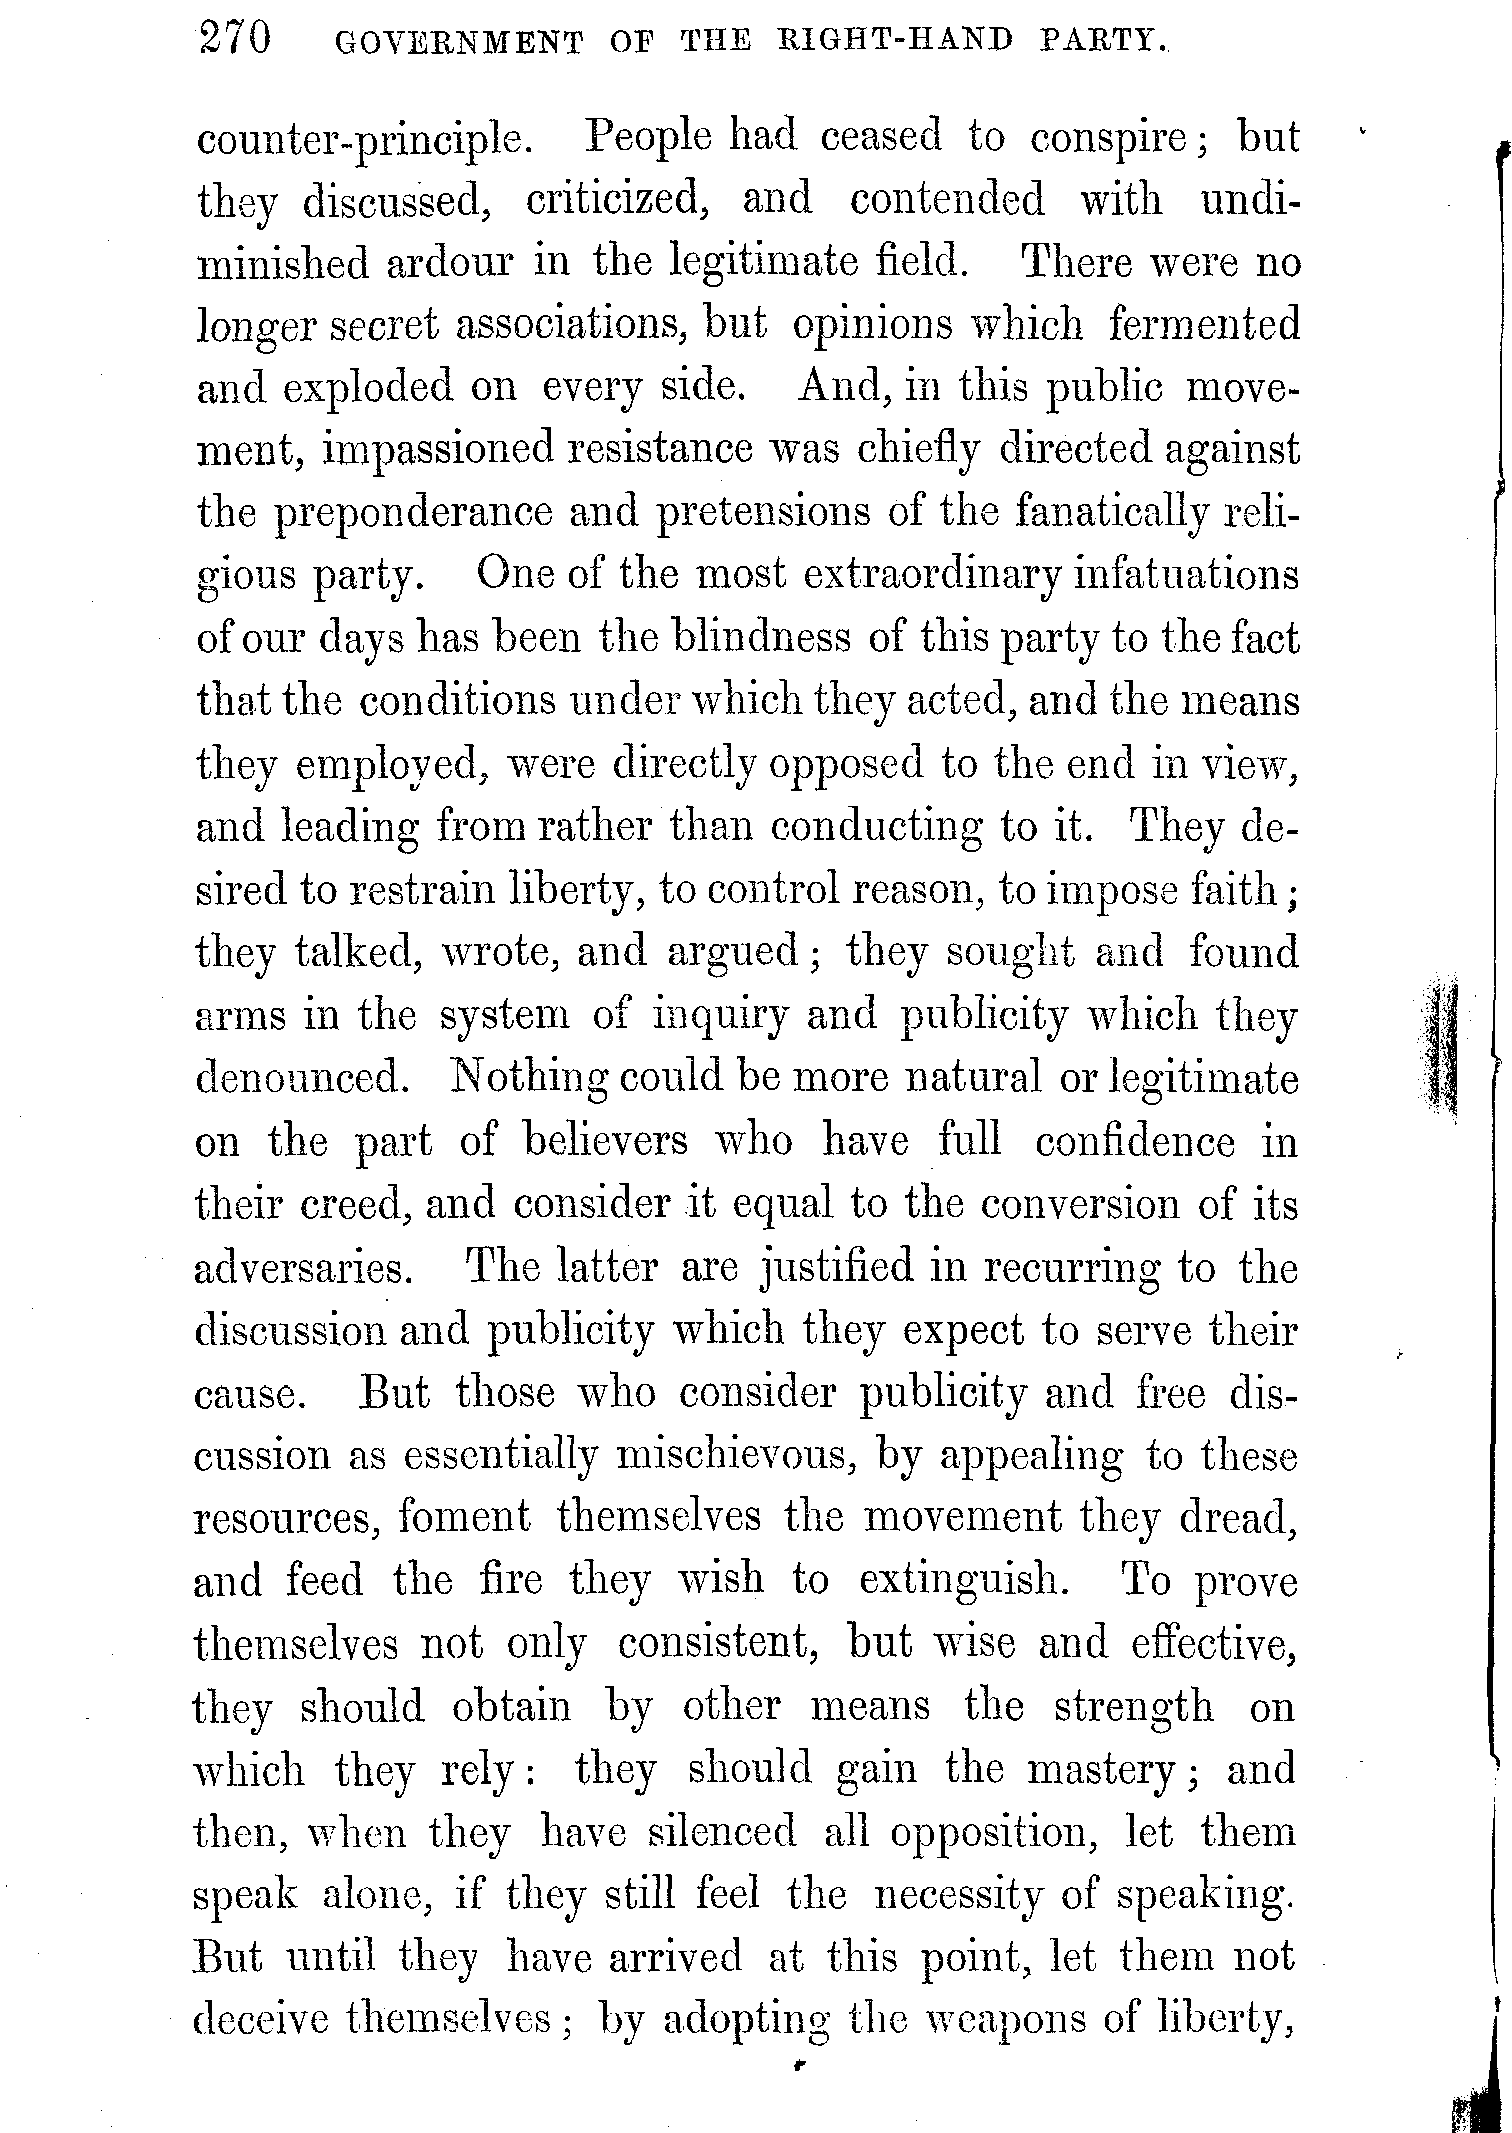 270 GOVERNMENT OF THE RIGHT-HAND PARTY.
counter-principle. People had ceased to conspire; but
they discussed, criticized, and contended with undi-
minished ardour in the legitimate field. There were no
longer secret associations, but opinions which fermented
and exploded on every side. And, in this public move-
ment, impassioned resistance was chiefly directed against
the preponderance and pretensions of the fanatically reli-
gious party. One of the most extraordinary infatuations
of our days has been the blindness of this party to the fact
that the conditions under which they acted, and the means
they employed, were directly opposed to the end in view,
and leading from rather than conducting to it. They de-
sired to restrain liberty, to control reason, to impose faith;
they talked, wrote, and argued; they sought and found
arms in the system of inquiry and publicity which they
denounced. Nothing could be more natural or legitimate
on the part of believers who have full confidence in
their creed, and consider it equal to the conversion of its
adversaries. The latter are justified in recurring to the
discussion and publicity which they expect to serve their
cause. But those who consider publicity and free dis-
cussion as essentially mischievous, by appealing to these
resources, foment themselves the movement they dread,
and feed the fire they wish to extinguish. To prove
themselves not only consistent, but wise and effective,
they should obtain by other means the strength on
which they rely: they should gain the mastery; and
then, when they have silenced all opposition, let them
speak alone, if they still feel the necessity of speaking.
But until they have arrived at this point, let them not
deceive themselves; by adopting the weapons of liberty,